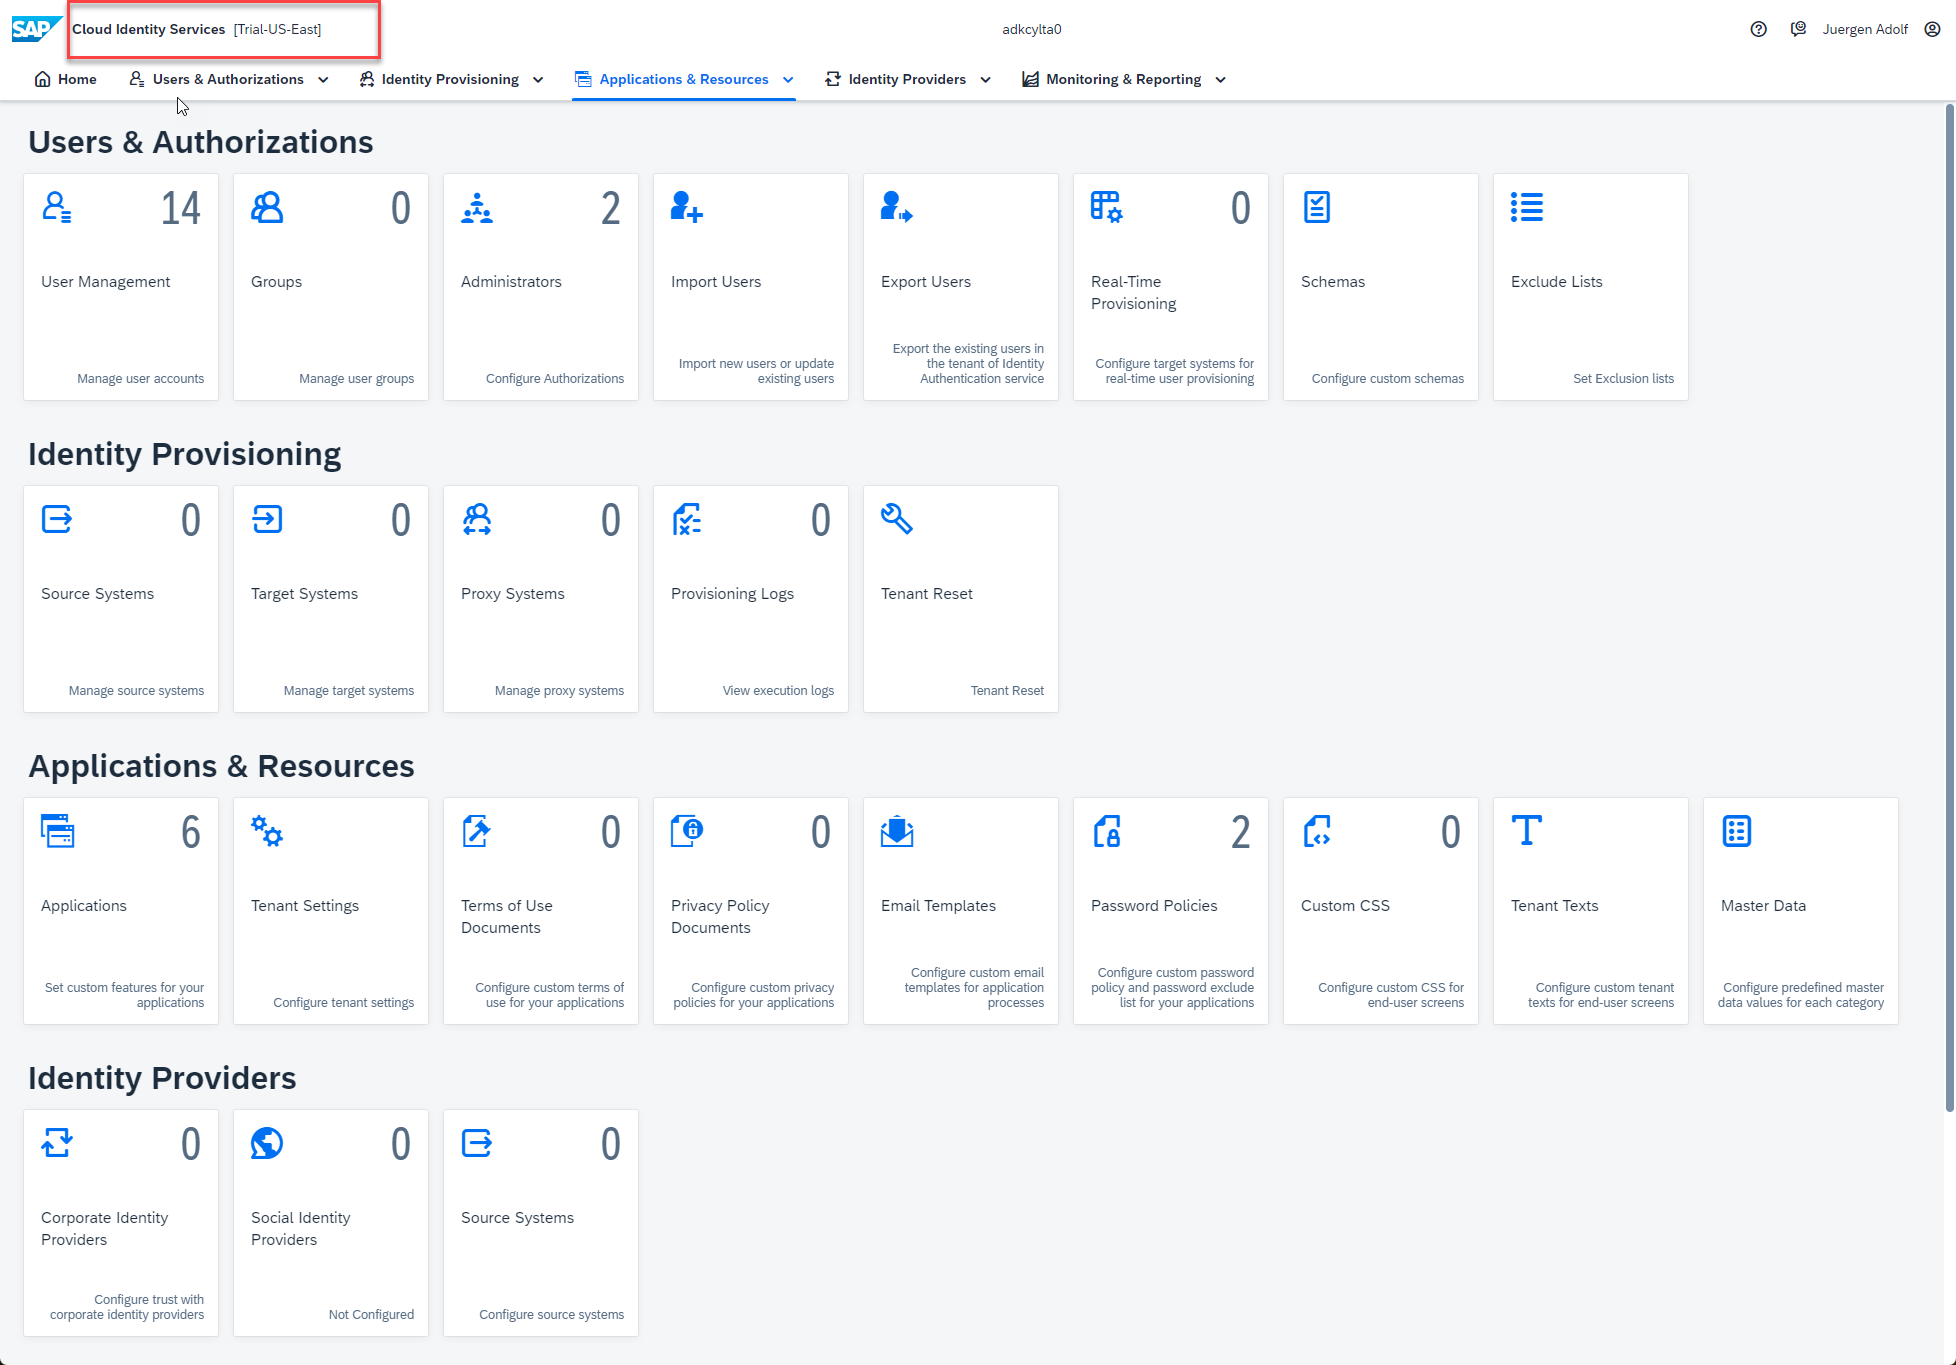 SAP Cloud Identity Services [Trial-US-East] adkcylta0 Juergen Adolf
Home Users & Authorizations Identity Provisioning Applications & Resources Identity Providers Monitoring & Reporting
Users & Authorizations
14
User Management
Manage user accounts
0
Groups
Manage user groups
2
Administrators
Configure Authorizations
Import Users
Import new users or update
existing users
Export Users
Export the existing users in
the tenant of Identity
Authentication service
0
Real-Time
Provisioning
Configure target systems for
real-time user provisioning
Schemas
Configure custom schemas
Exclude Lists
Set Exclusion lists
Identity Provisioning
0
Source Systems
Manage source systems
0
Target Systems
Manage target systems
0
Proxy Systems
Manage proxy systems
0
Provisioning Logs
View execution logs
Tenant Reset
Tenant Reset
Applications & Resources
6
Applications
Set custom features for your
applications
Tenant Settings
Configure tenant settings
0
Terms of Use
Documents
Configure custom terms of
use for your applications
0
Privacy Policy
Documents
Configure custom privacy
policies for your applications
Email Templates
Configure custom email
templates for application
processes
2
Password Policies
Configure custom password
policy and password exclude
list for your applications
0
Custom CSS
Configure custom CSS for
end-user screens
Tenant Texts
Configure custom tenant
texts for end-user screens
Master Data
Configure predefined master
data values for each category
Identity Providers
0
Corporate Identity
Providers
Configure trust with
corporate identity providers
0
Social Identity
Providers
Not Configured
0
Source Systems
Configure source systems